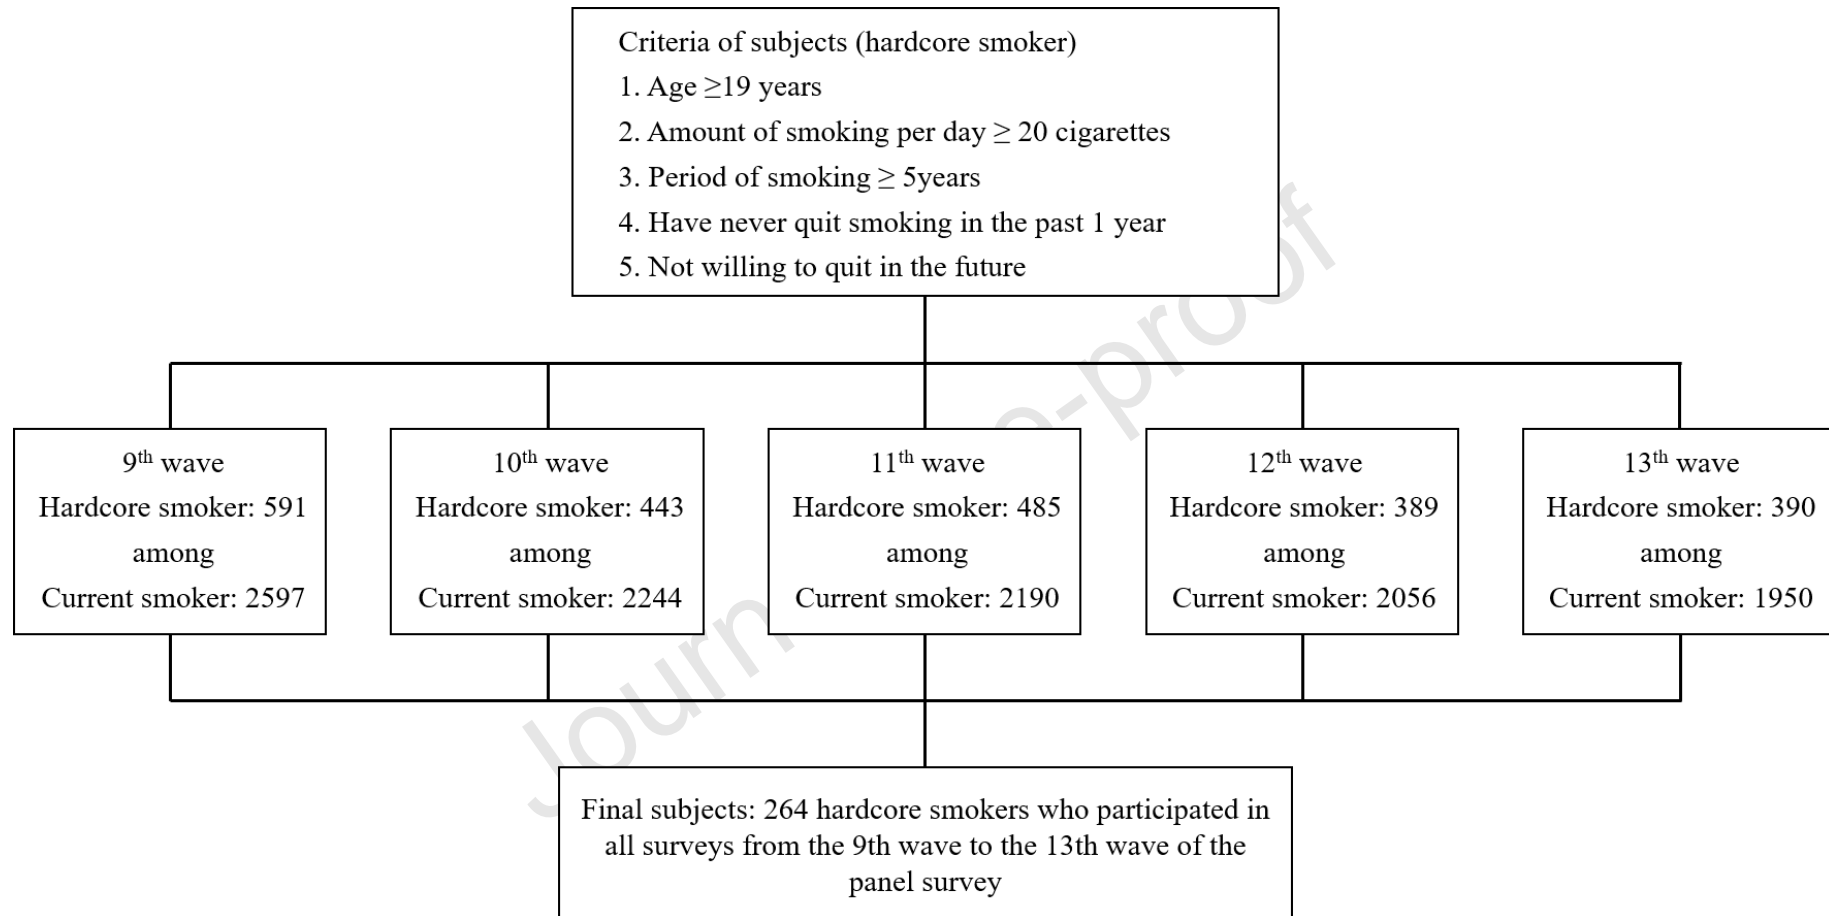 Criteria of subjects (hardcore smoker)
1. Age ≥19 years
2. Amount of smoking per day ≥ 20 cigarettes
3. Period of smoking ≥ 5years
4. Have never quit smoking in the past 1 year
5. Not willing to quit in the future
9th wave
Hardcore smoker: 591
among
Current smoker: 2597
10th wave
Hardcore smoker: 443
among
Current smoker: 2244
11th wave
Hardcore smoker: 485
among
Current smoker: 2190
12th wave
Hardcore smoker: 389
among
Current smoker: 2056
13th wave
Hardcore smoker: 390
among
Current smoker: 1950
Final subjects: 264 hardcore smokers who participated in
all surveys from the 9th wave to the 13th wave of the
panel survey